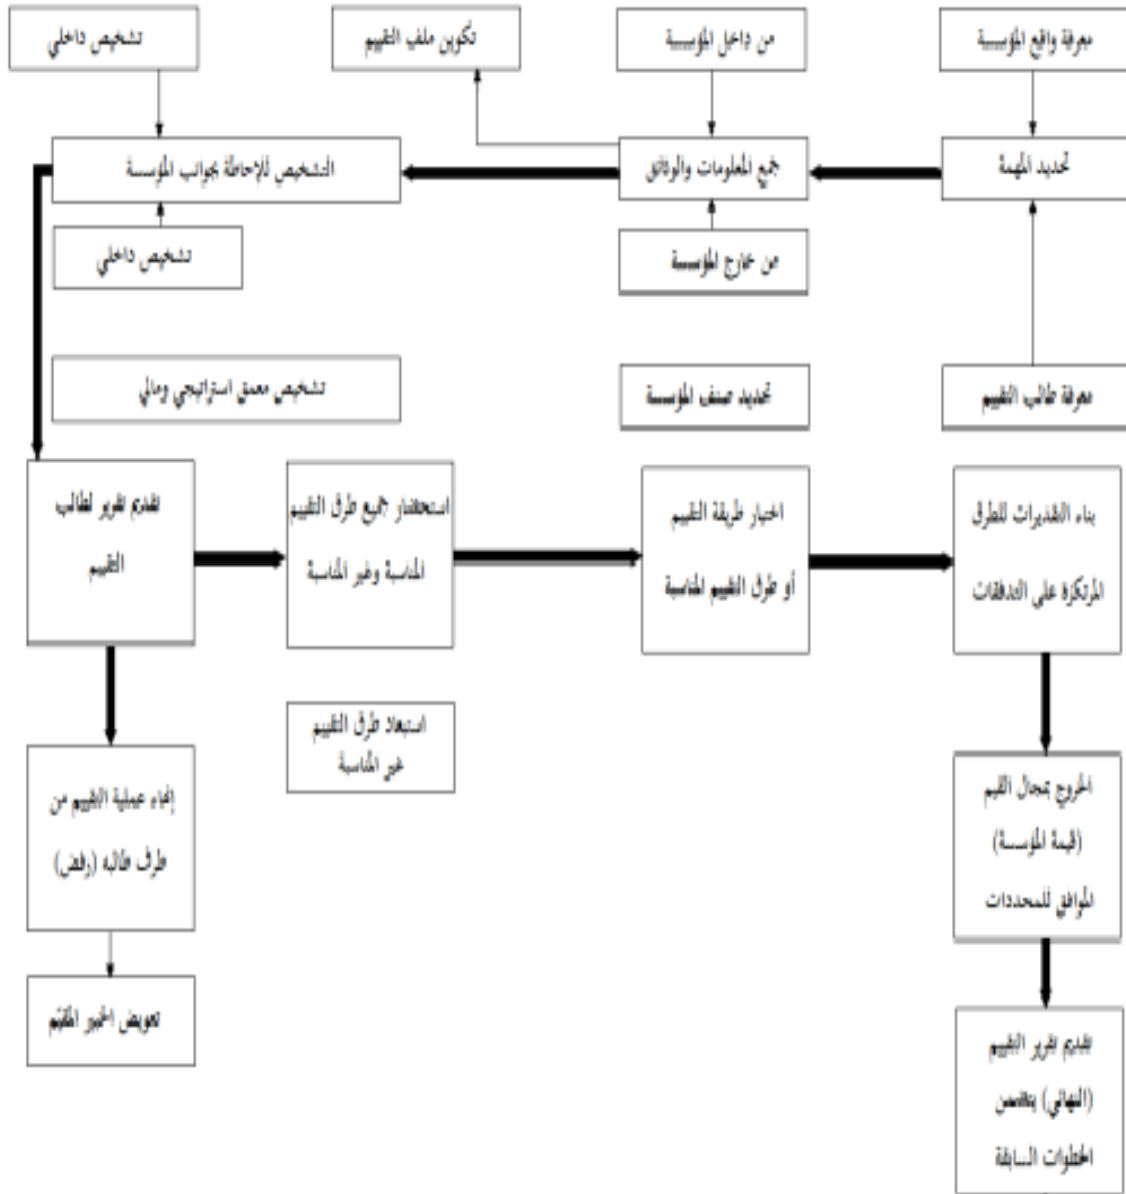 معرفة واقع المؤسسة
من داخل المؤسسة
تكوين ملف التقييم
تشخيص داخلي
تحديد المهمة
جمع المعلومات والوثائق
التشخيص للإحاطة بجوانب المؤسسة
من خارج المؤسسة
تشخيص داخلي
معرفة طالب التقييم
تحديد صنف المؤسسة
تشخيص معمق استراتيجي ومالي
تقديم تقرير لطالب
التقييم
استحضار جميع طرق التقييم
المناسبة وغير المناسبة
اختيار طريقة التقييم
أو طرق التقييم المناسبة
بناء التقديرات للطرق
المرتكزة على التدفقات
استبعاد طرق التقييم
غير المناسبة
إنهاء عملية التقييم من
طرف طالبه (رفض)
الخروج بمجال القيم
(قيمة المؤسسة)
الموافق للمحددات
تعويض الخبير المقيّم
تقديم تقرير التقييم
(النهائي) يتضمن
الخطوات السابقة